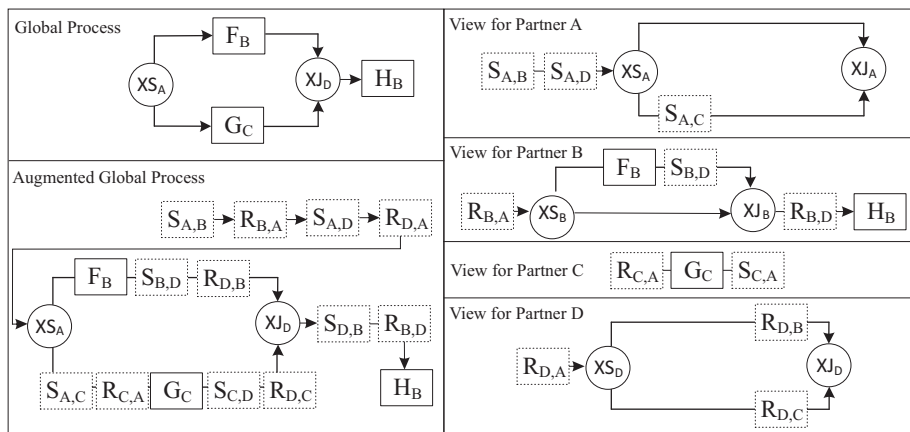 Global Process
F_B
XS_A
XJ_D
H_B
G_C
Augmented Global Process
S_A,B R_B,A S_A,D R_D,A
F_B S_B,D R_D,B
XS_A
XJ_D
S_D,B R_B,D
S_A,C R_C,A G_C S_C,D R_D,C
H_B
View for Partner A
S_A,B S_A,D XS_A XJ_A
S_A,C
View for Partner B
F_B S_B,D
R_B,A XS_B XJ_B R_B,D H_B
View for Partner C R_C,A G_C S_C,A
View for Partner D
R_D,B
R_D,A XS_D XJ_D
R_D,C